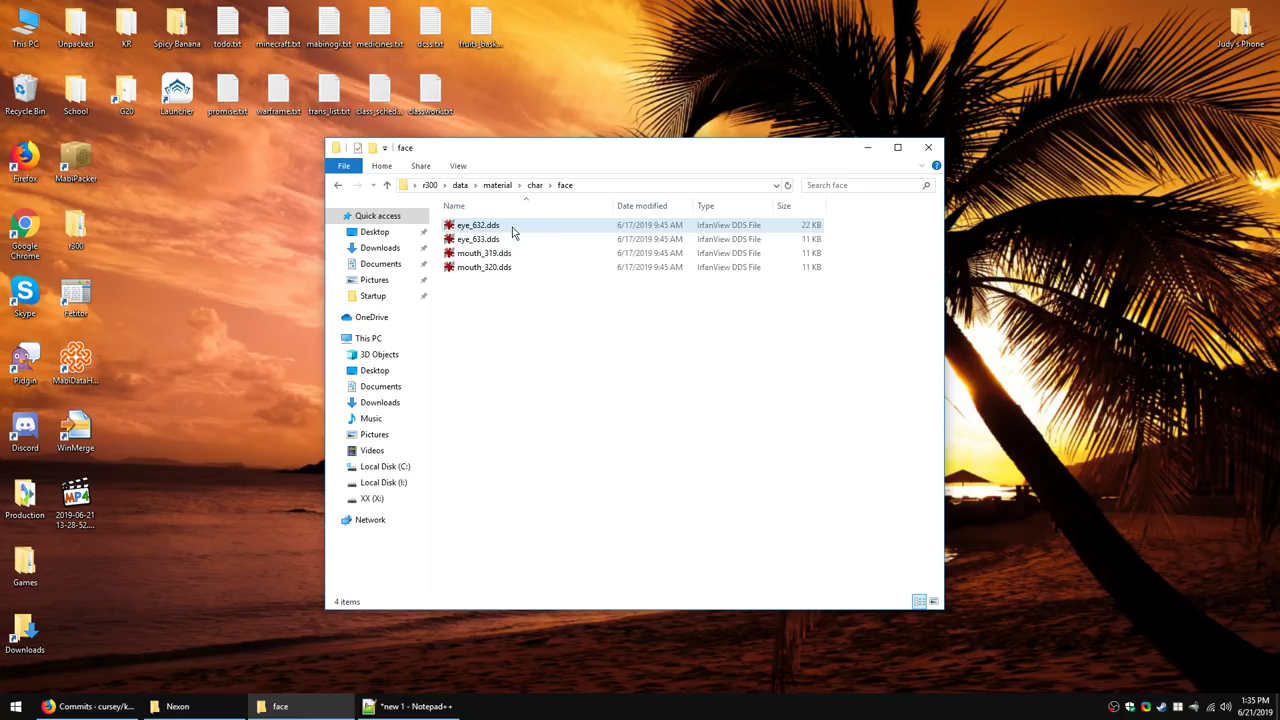 This PC
Unpacked
KR
Spicy Banana
todo.txt
minecraft.txt
mabinogi.txt
medicines.txt
dcss.txt
fruits_bask...
Judy's Phone
Recycle Bin
School
G20
Launcher
promise.txt
warframe.txt
trans_list.txt
class_sched...
classwork.txt
Firefox
MabiPacker
Google
Chrome
r300
Skype
Fetitor
Pidgin
MabiDataH...
Discord
WinMerge
Production
2019-06-21
13-28-52....
Games
Downloads
face
File
Home
Share
View
r300
data
material
char
face
Search face
Name
Date modified
Type
Size
eye_632.dds
6/17/2019 9:45 AM
IrfanView DDS File
22 KB
eye_633.dds
6/17/2019 9:45 AM
IrfanView DDS File
11 KB
mouth_319.dds
6/17/2019 9:45 AM
IrfanView DDS File
11 KB
mouth_320.dds
6/17/2019 9:45 AM
IrfanView DDS File
11 KB
Quick access
Desktop
Downloads
Documents
Pictures
Startup
OneDrive
This PC
3D Objects
Desktop
Documents
Downloads
Music
Pictures
Videos
Local Disk (C:)
Local Disk (I:)
XX (X:)
Network
4 items
Commits - cursey/k...
Nexon
face
*new 1 - Notepad++
1:35 PM
6/21/2019